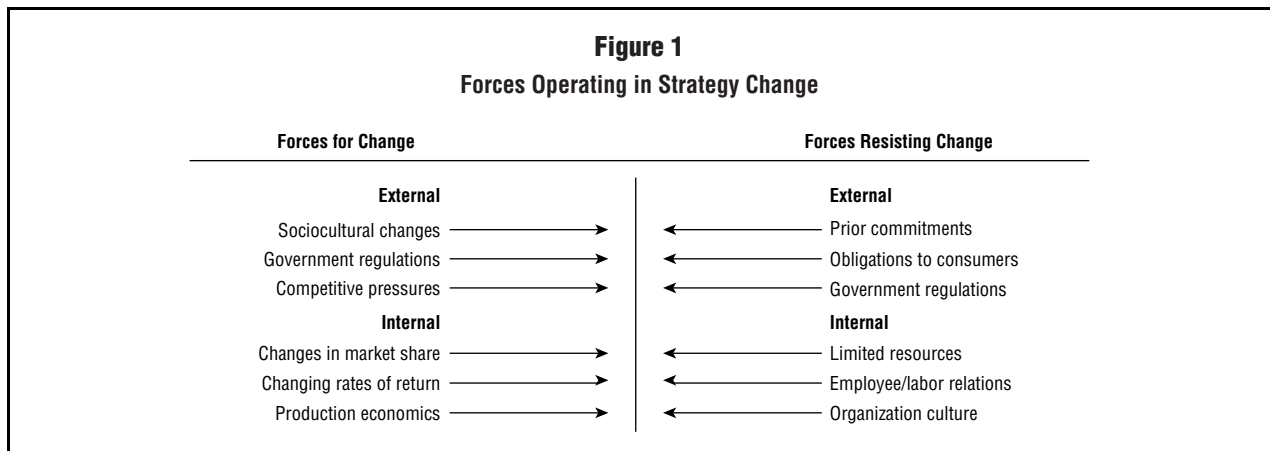 Figure 1
Forces Operating in Strategy Change
Forces for Change
Forces Resisting Change
External
Sociocultural changes
Government regulations
Competitive pressures
Internal
Changes in market share
Changing rates of return
Production economics
External
Prior commitments
Obligations to consumers
Government regulations
Internal
Limited resources
Employee/labor relations
Organization culture